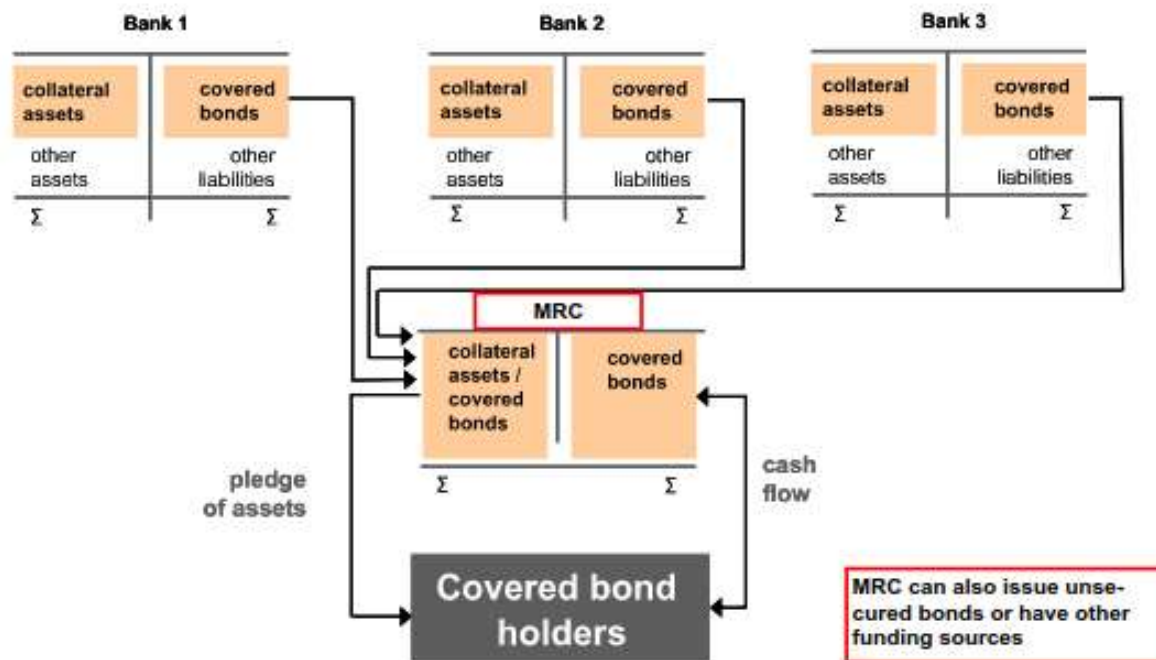 Bank 1
collateral
assets
covered
bonds
other
assets
other
liabilities
Σ
Σ
Bank 2
collateral
assets
covered
bonds
other
assets
other
liabilities
Σ
Σ
Bank 3
collateral
assets
covered
bonds
other
assets
other
liabilities
Σ
Σ
MRC
collateral
assets /
covered
bonds
covered
bonds
Σ
Σ
pledge
of assets
cash
flow
Covered bond
holders
MRC can also issue unse-
cured bonds or have other
funding sources